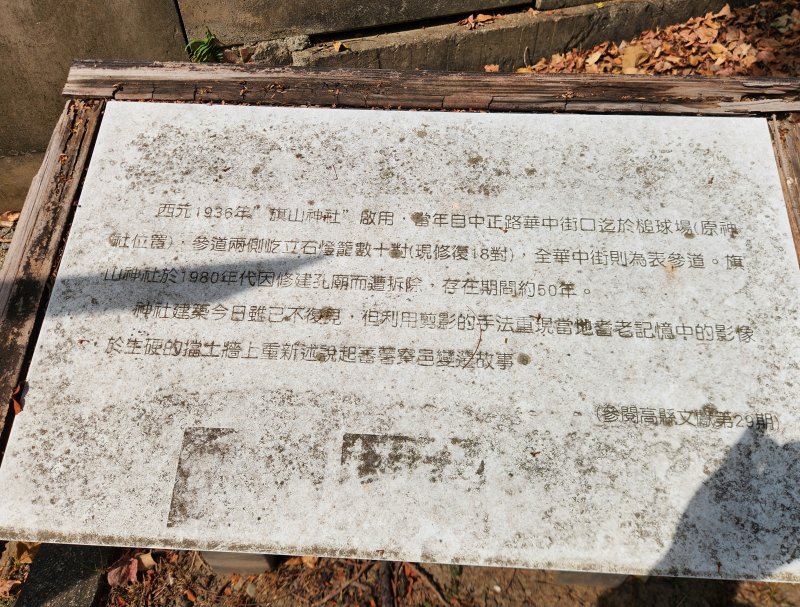 西元1936年"旗山神社"啟用，當年自中正路華中街口迄於槌球場(原神
社位置)，參道兩側屹立石燈籠數十對(現修復18對)，全華中街則為表參道。旗
山神社於1980年代因修建孔廟而遭拆除，存在期間約50年。
神社建築今日雖已不復見，但利用剪影的手法重現當地耆老記憶中的影像
於生硬的擋土牆上重新述說起番薯寮邑變遷故事。
(參閱高縣文獻第29期)